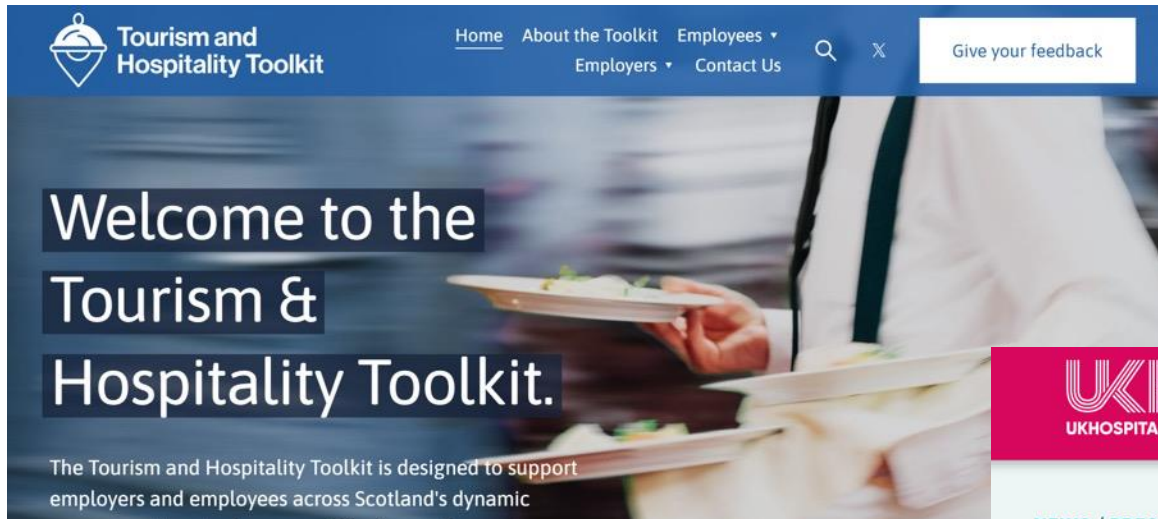 Tourism and
Hospitality Toolkit
Home About the Toolkit Employees ▾
Employers ▾ Contact Us
𝕏
Give your feedback
Welcome to the
Tourism &
Hospitality Toolkit.
The Tourism and Hospitality Toolkit is designed to support
employers and employees across Scotland's dynamic
UKHOSPITA